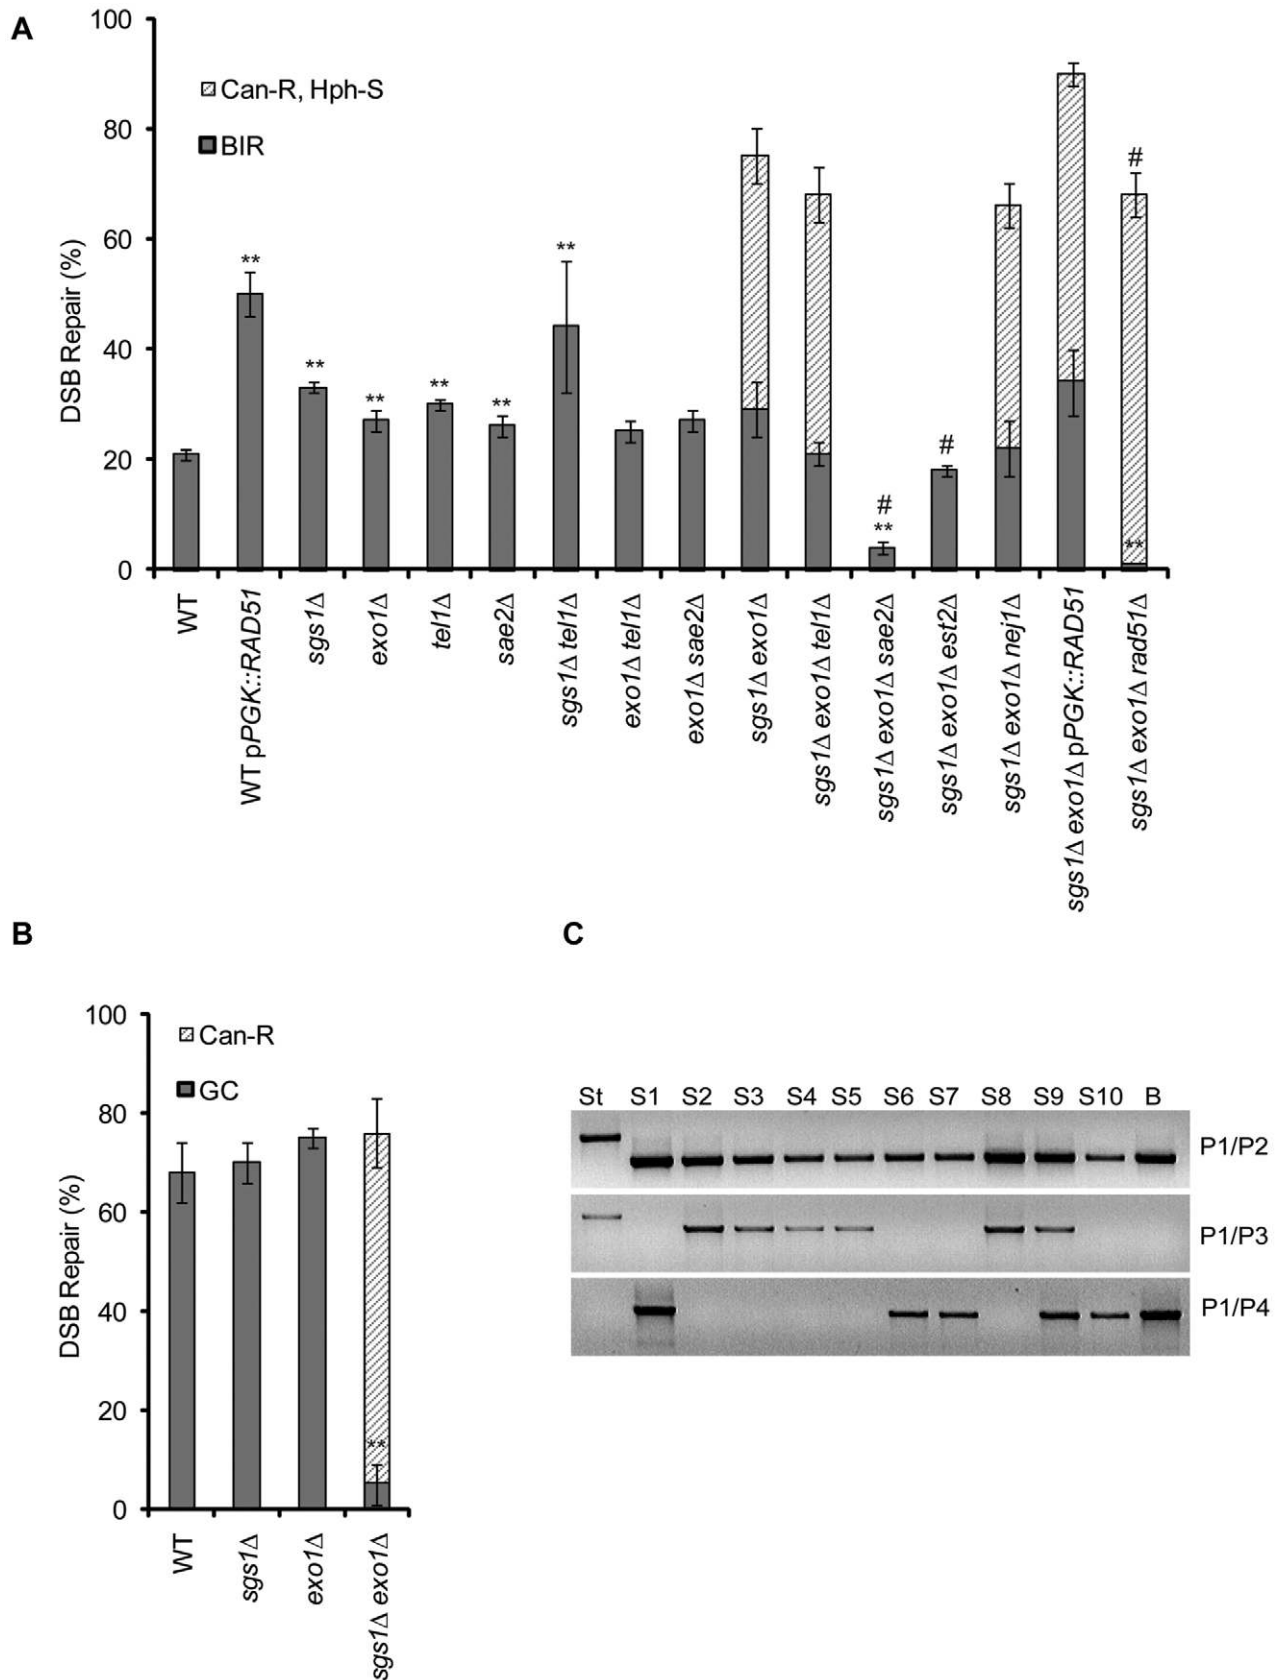 A
100
80
60
40
20
0
DSB Repair (%)
Can-R, Hph-S
BIR
**
**
**
**
**
**
#
**
#
#
**
WT
WT pPGK::RAD51
sgs1Δ
exo1Δ
tel1Δ
sae2Δ
sgs1Δ tel1Δ
exo1Δ tel1Δ
exo1Δ sae2Δ
sgs1Δ exo1Δ
sgs1Δ exo1Δ tel1Δ
sgs1Δ exo1Δ sae2Δ
sgs1Δ exo1Δ est2Δ
sgs1Δ exo1Δ nej1Δ
sgs1Δ exo1Δ pPGK::RAD51
sgs1Δ exo1Δ rad51Δ
B
100
80
60
40
20
0
DSB Repair (%)
Can-R
GC
**
WT
sgs1Δ
exo1Δ
sgs1Δ exo1Δ
C
St S1 S2 S3 S4 S5 S6 S7 S8 S9 S10 B
P1/P2
P1/P3
P1/P4